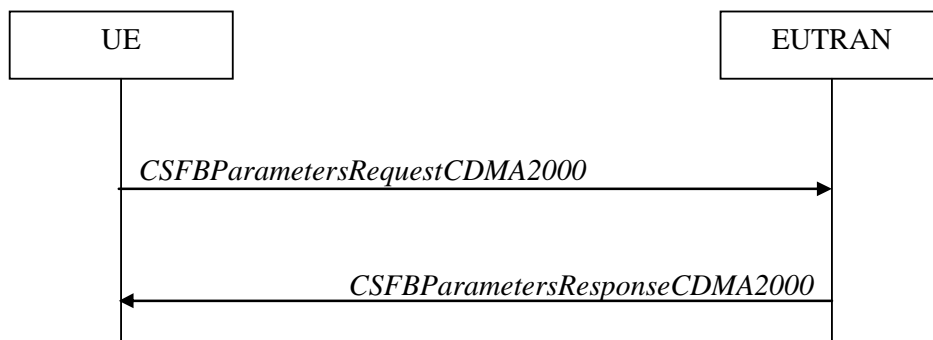 UE
EUTRAN
CSFBParametersRequestCDMA2000
CSFBParametersResponseCDMA2000